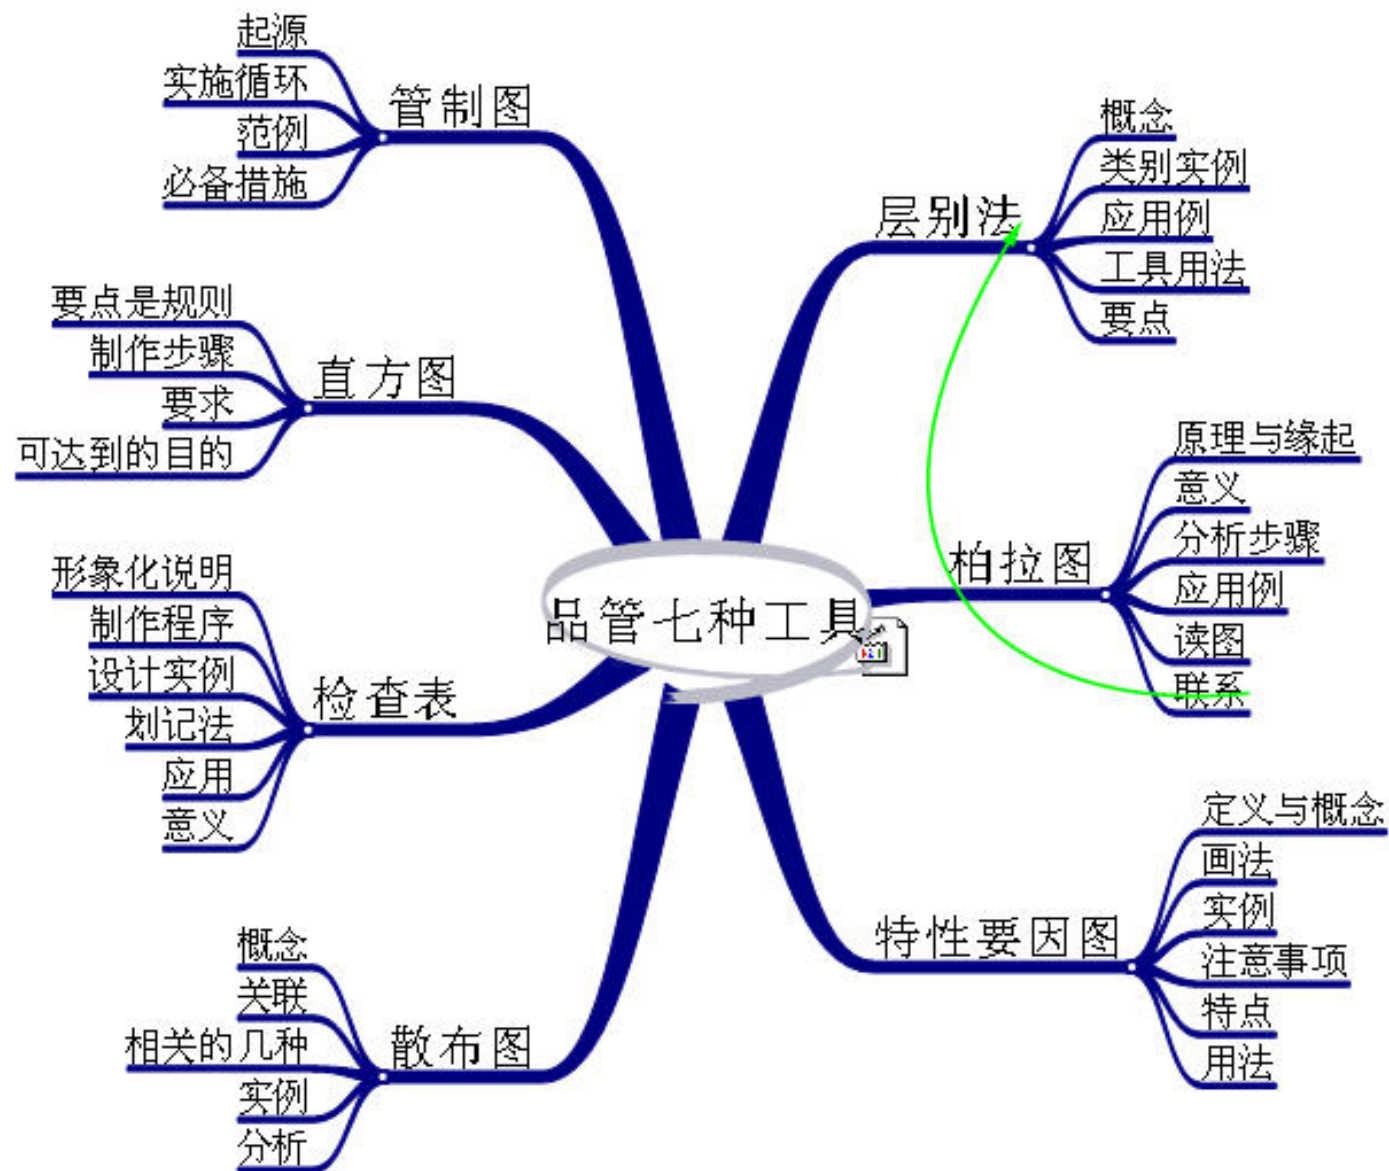 品管七种工具
层别法
概念
类别实例
应用例
工具用法
要点
柏拉图
原理与缘起
意义
分析步骤
应用例
读图
联系
特性要因图
定义与概念
画法
实例
注意事项
特点
用法
散布图
概念
关联
相关的几种
实例
分析
检查表
形象化说明
制作程序
设计实例
划记法
应用
意义
直方图
要点是规则
制作步骤
要求
可达到的目的
管制图
起源
实施循环
范例
必备措施